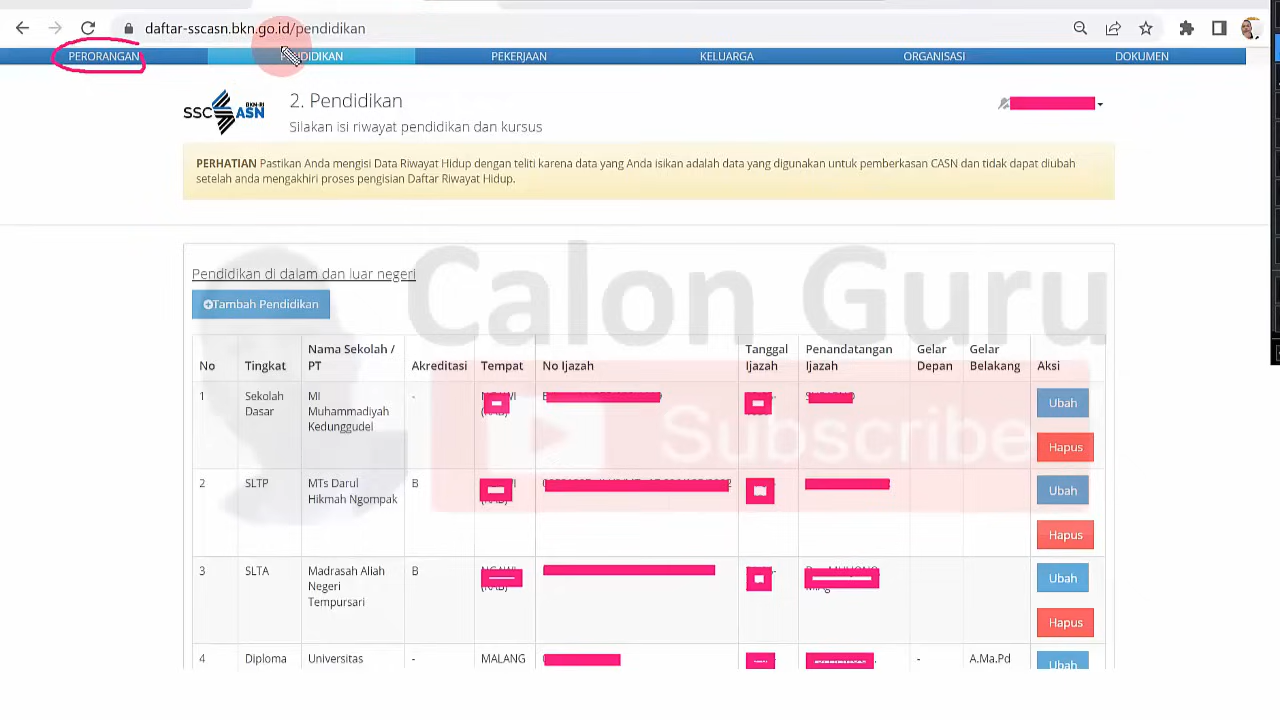 daftar-sscasn.bkn.go.id/pendidikan
PERORANGAN PENDIDIKAN PEKERJAAN KELUARGA ORGANISASI DOKUMEN
SSCASN BKN-RI
2. Pendidikan
Silakan isi riwayat pendidikan dan kursus
PERHATIAN Pastikan Anda mengisi Data Riwayat Hidup dengan teliti karena data yang Anda isikan adalah data yang digunakan untuk pemberkasan CASN dan tidak dapat diubah
setelah anda mengakhiri proses pengisian Daftar Riwayat Hidup.
Calon Guru
Subscribe
Pendidikan di dalam dan luar negeri
Tambah Pendidikan
No Tingkat Nama Sekolah / PT Akreditasi Tempat No Ijazah Tanggal Ijazah Penandatangan Ijazah Gelar Depan Gelar Belakang Aksi
1 Sekolah Dasar MI Muhammadiyah Kedunggudel - Ubah
Hapus
2 SLTP MTs Darul Hikmah Ngompak B Ubah
Hapus
3 SLTA Madrasah Aliah Negeri Tempursari B Ubah
Hapus
4 Diploma Universitas - MALANG - A.Ma.Pd Ubah